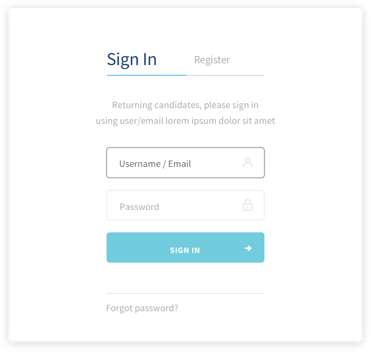 Sign In
Register
Returning candidates, please sign in
using user/email lorem ipsum dolor sit amet
Username / Email
Password
SIGN IN
Forgot password?